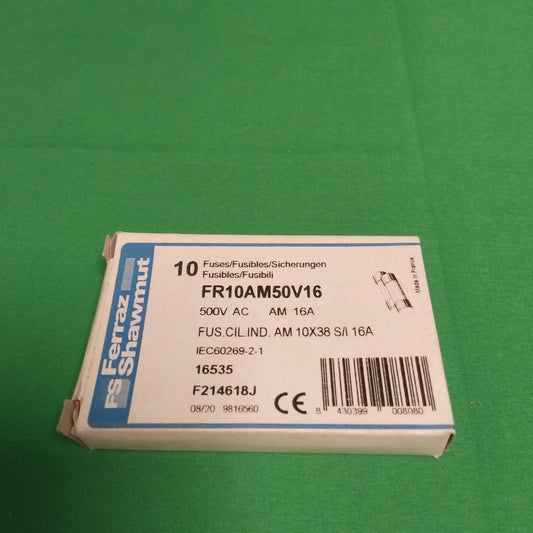 FS Ferraz
Shawmut
10 Fuses/Fusibles/Sicherungen
Fusibles/Fusibili
FR10AM50V16
500V AC AM 16A
FUS.CIL.IND. AM 10X38 S/I 16A
IEC60269-2-1
16535
F214618J
08/20 9816560
CE
8 430399 008080
Made in France